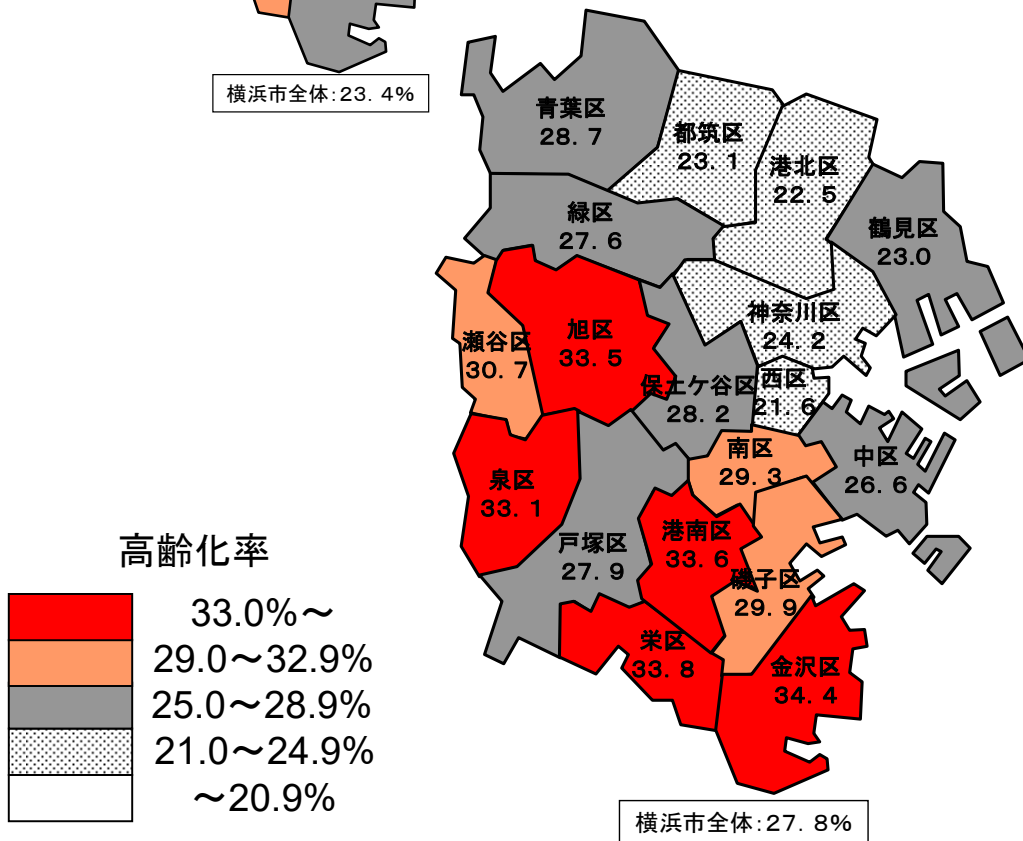 横浜市全体：23．4%
青葉区
28．7
都筑区
23．1
港北区
22．5
鶴見区
23.0
緑区
27．6
神奈川区
24．2
瀬谷区
30．7
旭区
33．5
保土ケ谷区
28．2
西区
21．6
南区
29．3
中区
26．6
泉区
33．1
戸塚区
27．9
港南区
33．6
磯子区
29．9
栄区
33．8
金沢区
34．4
高齢化率
33.0%～
29.0～32.9%
25.0～28.9%
21.0～24.9%
～20.9%
横浜市全体：27．8%